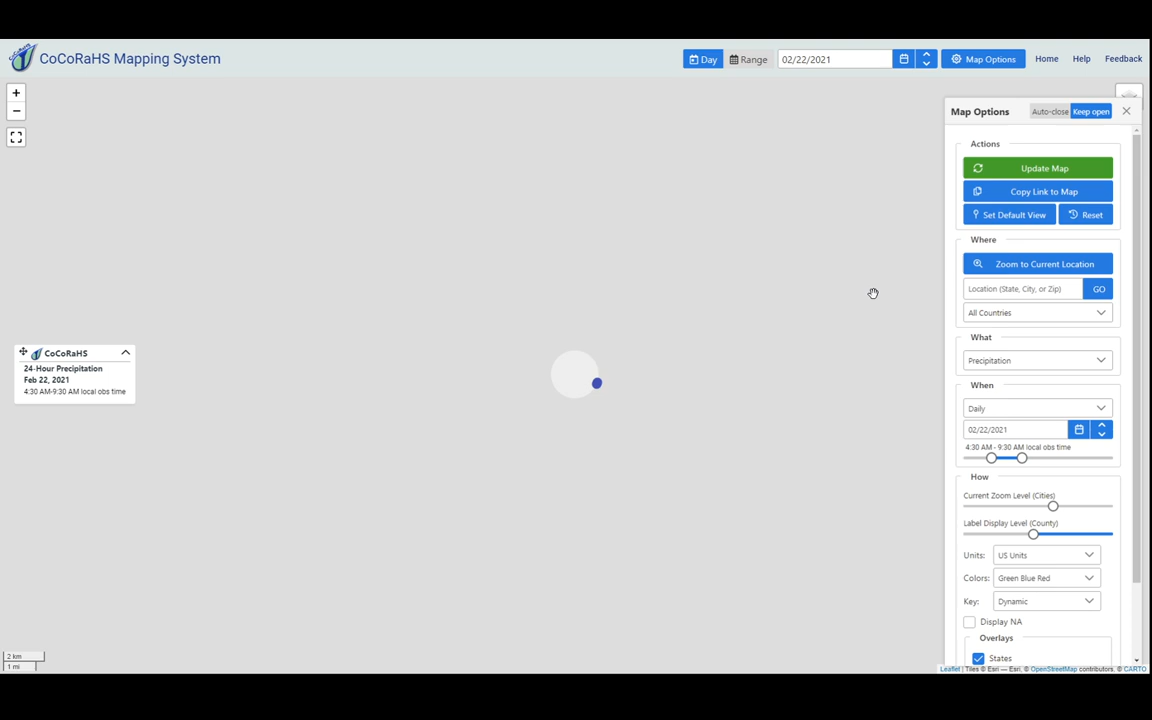 CoCoRaHS Mapping System
Day
Range
02/22/2021
Map Options
Home
Help
Feedback
+
−
Map Options
Auto-close
Keep open
Actions
Update Map
Copy Link to Map
Set Default View
Reset
Where
Zoom to Current Location
Location (State, City, or Zip)
GO
All Countries
What
Precipitation
When
Daily
02/22/2021
4:30 AM - 9:30 AM local obs time
How
Current Zoom Level (Cities)
Label Display Level (County)
Units:
US Units
Colors:
Green Blue Red
Key:
Dynamic
Display NA
Overlays
States
CoCoRaHS
24-Hour Precipitation
Feb 22, 2021
4:30 AM-9:30 AM local obs time
2 km
1 mi
Leaflet | Tiles © Esri — Esri, © OpenStreetMap contributors, © CARTO